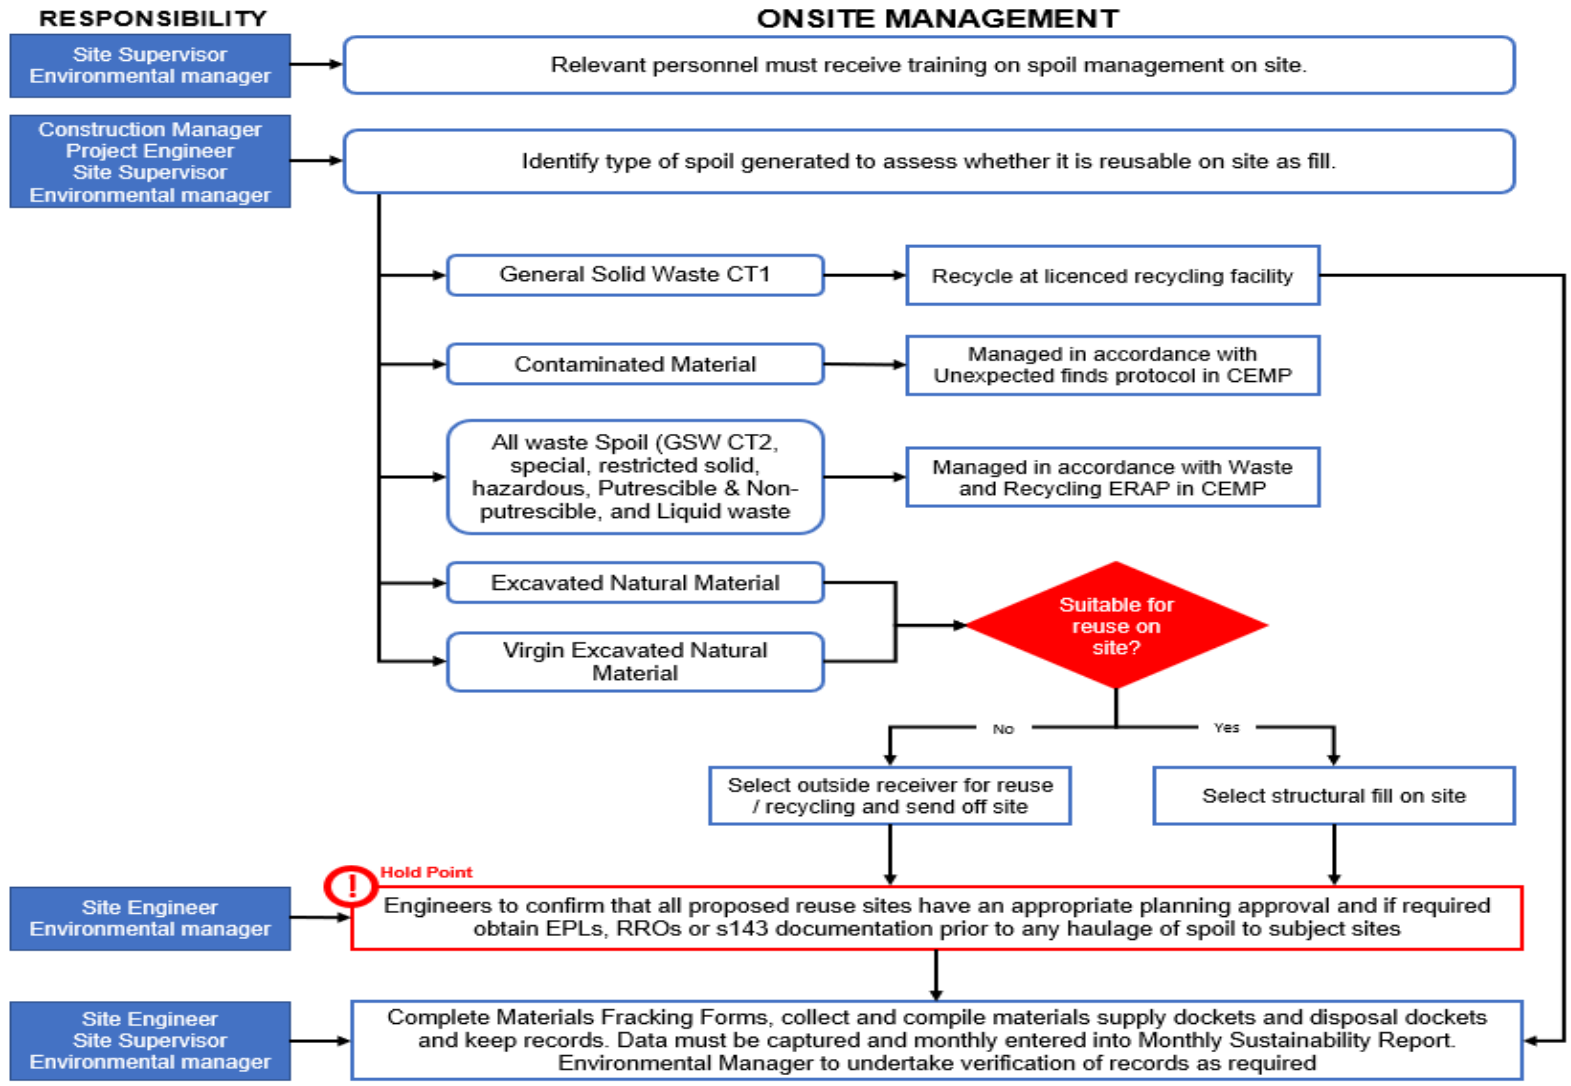 RESPONSIBILITY
ONSITE MANAGEMENT
Site Supervisor
Environmental manager
Relevant personnel must receive training on spoil management on site.
Construction Manager
Project Engineer
Site Supervisor
Environmental manager
Identify type of spoil generated to assess whether it is reusable on site as fill.
General Solid Waste CT1
Recycle at licenced recycling facility
Contaminated Material
Managed in accordance with
Unexpected finds protocol in CEMP
All waste Spoil (GSW CT2,
special, restricted solid,
hazardous, Putrescible & Non-
putrescible, and Liquid waste
Managed in accordance with Waste
and Recycling ERAP in CEMP
Excavated Natural Material
Virgin Excavated Natural
Material
Suitable for
reuse on
site?
No
Yes
Select outside receiver for reuse
/ recycling and send off site
Select structural fill on site
!
Hold Point
Site Engineer
Environmental manager
Engineers to confirm that all proposed reuse sites have an appropriate planning approval and if required
obtain EPLs, RROs or s143 documentation prior to any haulage of spoil to subject sites
Site Engineer
Site Supervisor
Environmental manager
Complete Materials Fracking Forms, collect and compile materials supply dockets and disposal dockets
and keep records. Data must be captured and monthly entered into Monthly Sustainability Report.
Environmental Manager to undertake verification of records as required